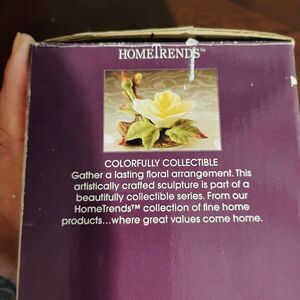 HOMETRENDS™
COLORFULLY COLLECTIBLE
Gather a lasting floral arrangement. This
artistically crafted sculpture is part of a
beautifully collectible series. From our
HomeTrends™ collection of fine home
products...where great values come home.